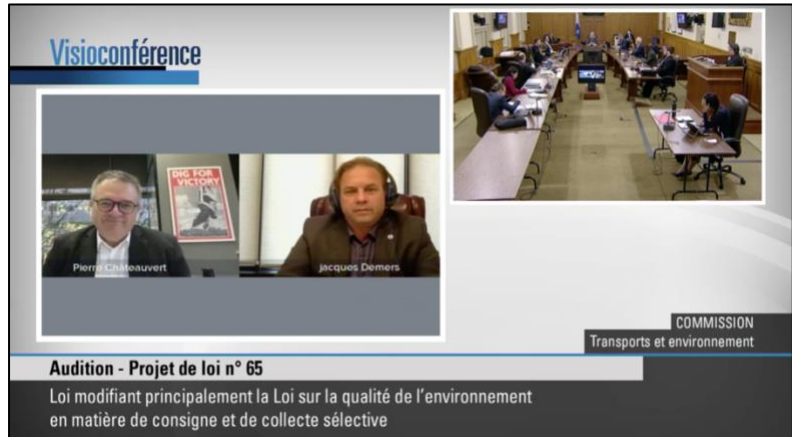 Visioconférence
DIG FOR
VICTORY
Pierre Châteauvert
jacques Demers
COMMISSION
Transports et environnement
Audition - Projet de loi n° 65
Loi modifiant principalement la Loi sur la qualité de l'environnement
en matière de consigne et de collecte sélective